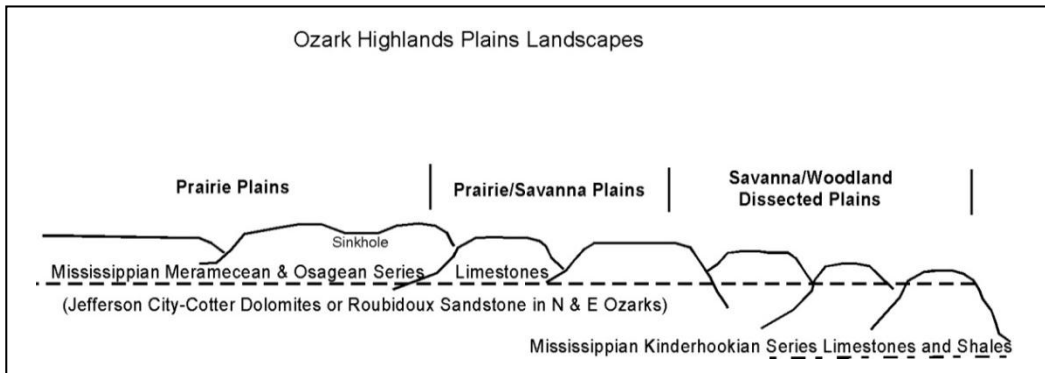 Ozark Highlands Plains Landscapes
Prairie Plains
Prairie/Savanna Plains
Savanna/Woodland
Dissected Plains
Sinkhole
Mississippian Meramecean & Osagean Series Limestones
(Jefferson City-Cotter Dolomites or Roubidoux Sandstone in N & E Ozarks)
Mississippian Kinderhookian Series Limestones and Shales